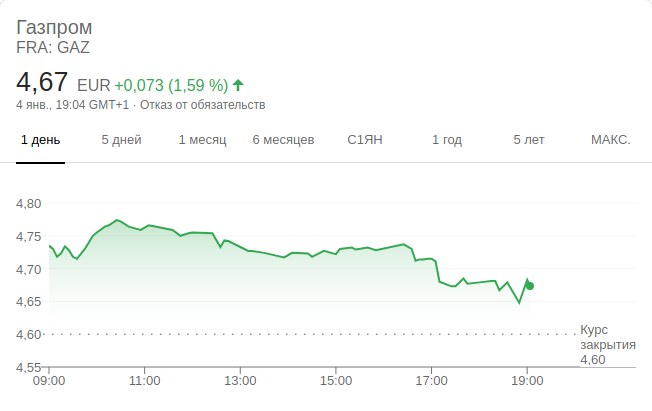 Газпром
FRA: GAZ
4,67 EUR +0,073 (1,59 %)
4 янв., 19:04 GMT+1 · Отказ от обязательств
1 день 5 дней 1 месяц 6 месяцев С1ЯН 1 год 5 лет МАКС.
4,80
4,75
4,70
4,65
4,60
Курс
закрытия
4,60
4,55
09:00 11:00 13:00 15:00 17:00 19:00